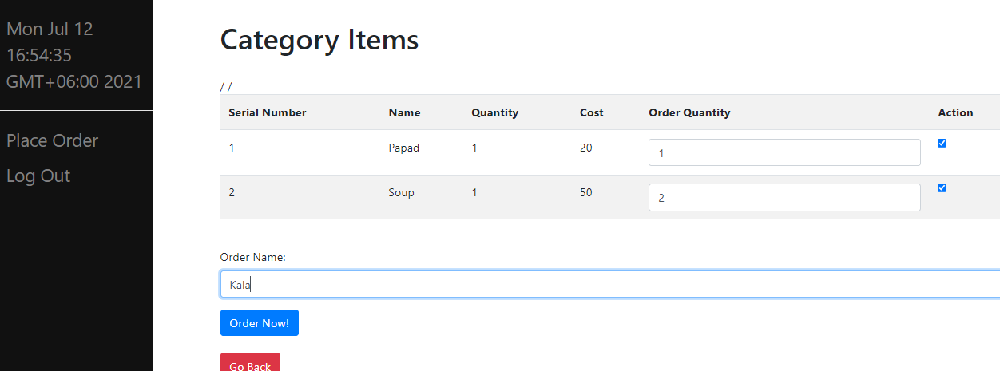 Mon Jul 12
16:54:35
GMT+06:00 2021
Place Order
Log Out
Category Items
/ /
Serial Number Name Quantity Cost Order Quantity Action
1 Papad 1 20 1
2 Soup 1 50 2
Order Name:
Kala
Order Now!
Go Back